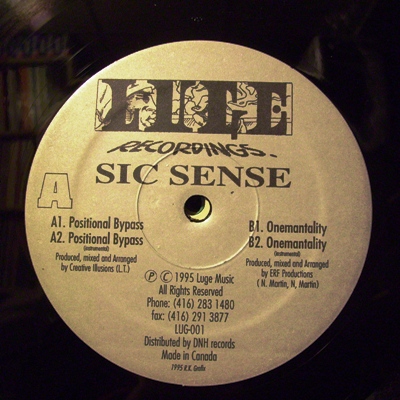 LUGE
RECORDINGS.
SIC SENSE
A
A1. Positional Bypass
A2. Positional Bypass
(instrumental)
Produced, mixed and Arranged
by Creative Illusions (L.T.)
B1. Onemantality
B2. Onemantality
(instrumental)
Produced, mixed and Arranged
by ERF Productions
( N. Martin, N, Martin)
Ⓟ © 1995 Luge Music
All Rights Reserved
Phone: (416) 283 1480
fax: (416) 291 3877
LUG-001
Distributed by DNH records
Made in Canada
1995 R.K. Grafix